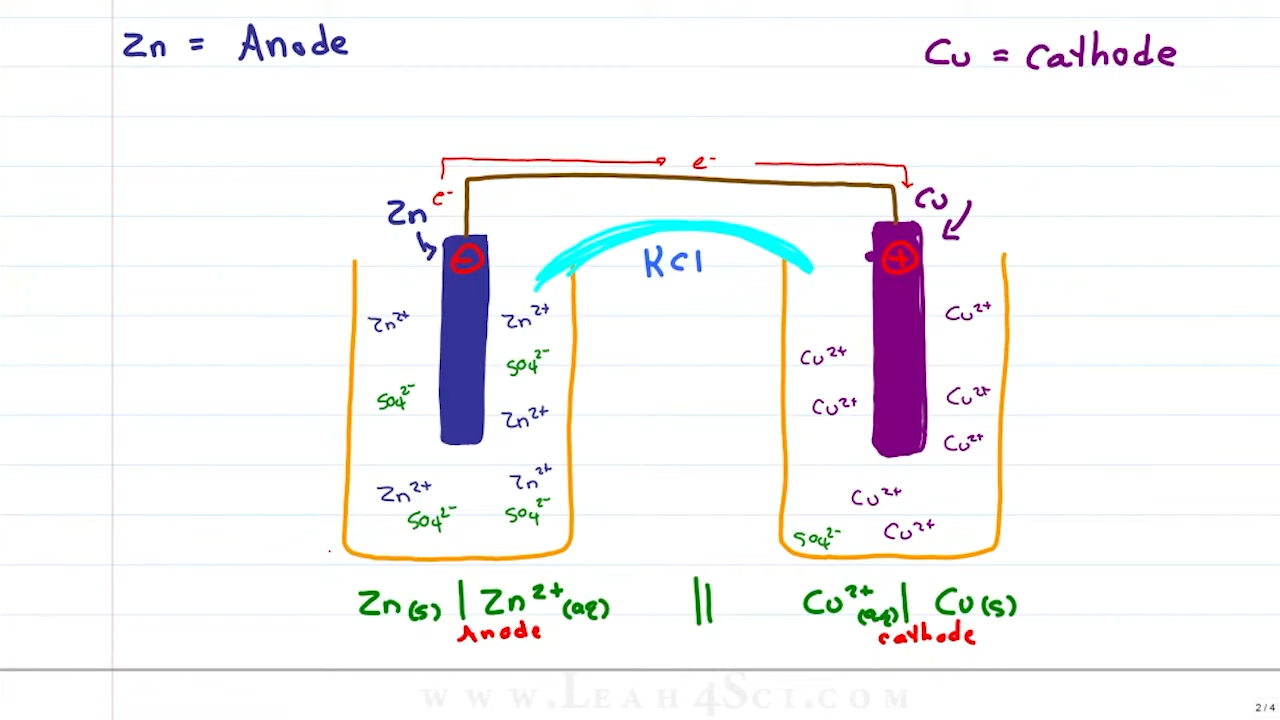 Zn = Anode
Cu = Cathode
e⁻
e⁻
Zn
Cu
−
+
KCl
Zn²⁺
Zn²⁺
SO₄²⁻
SO₄²⁻
Zn²⁺
Zn²⁺
Zn²⁺
SO₄²⁻
SO₄²⁻
Cu²⁺
Cu²⁺
Cu²⁺
Cu²⁺
Cu²⁺
Cu²⁺
Cu²⁺
SO₄²⁻
Zn(s) | Zn²⁺(aq) || Cu²⁺(aq) | Cu(s)
Anode
cathode
www.Leah4Sci.com
2/4